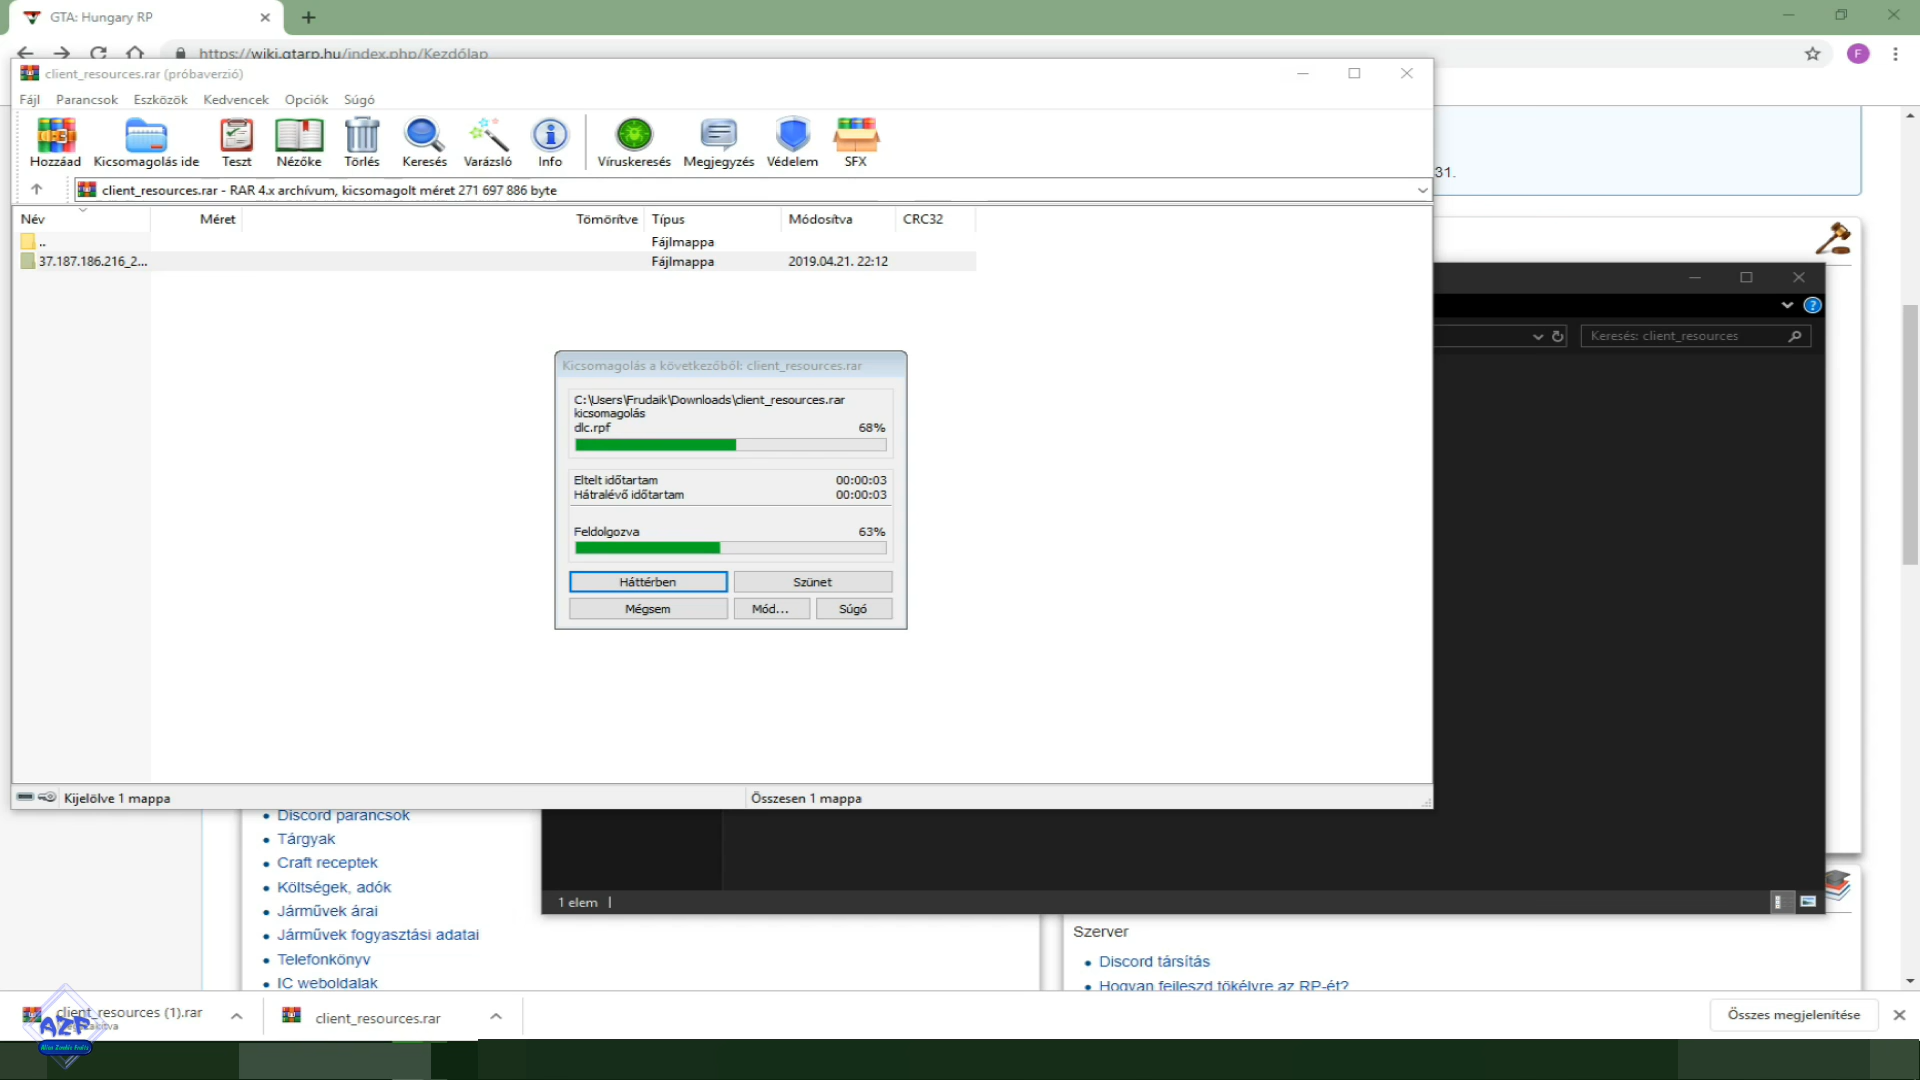 GTA: Hungary RP
https://wiki.gtarp.hu/index.php/Kezdőlap
F
client_resources.rar (próbaverzió)
Fájl Parancsok Eszközök Kedvencek Opciók Súgó
Hozzáad Kicsomagolás ide Teszt Nézőke Törlés Keresés Varázsló Info Víruskeresés Megjegyzés Védelem SFX
31.
client_resources.rar - RAR 4.x archívum, kicsomagolt méret 271 697 886 byte
Név Méret Tömörítve Típus Módosítva CRC32
.. Fájlmappa
37.187.186.216_2... Fájlmappa 2019.04.21. 22:12
Keresés: client_resources
Kicsomagolás a következőből: client_resources.rar
C:\Users\Frudaik\Downloads\client_resources.rar
kicsomagolás
dlc.rpf 68%
Eltelt időtartam 00:00:03
Hátralévő időtartam 00:00:03
Feldolgozva 63%
Háttérben Szünet
Mégsem Mód... Súgó
Kijelölve 1 mappa Összesen 1 mappa
Discord parancsok
Tárgyak
Craft receptek
Költségek, adók
Járművek árai
Járművek fogyasztási adatai
Telefonkönyv
IC weboldalak
1 elem
Szerver
Discord társítás
Hogyan fejleszd tökélyre az RP-ét?
client_resources (1).rar
client_resources.rar
Összes megjelenítése
AZF